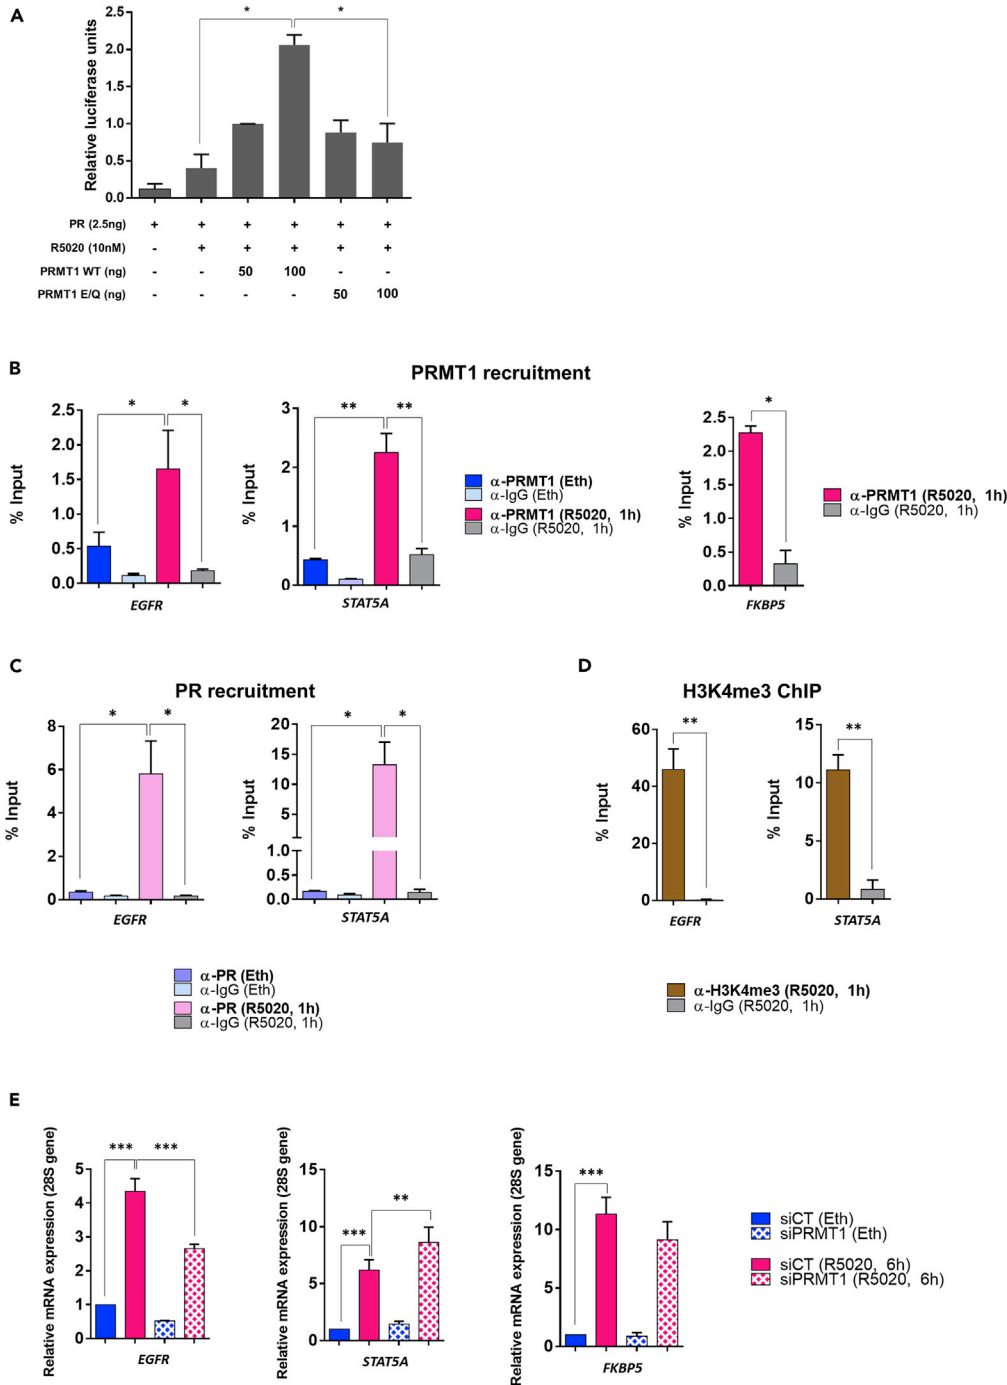 A
Relative luciferase units
2.5
2.0
1.5
1.0
0.5
0.0
* *
PR (2.5ng) + + + + + +
R5020 (10nM) - + + + + +
PRMT1 WT (ng) - - 50 100 - -
PRMT1 E/Q (ng) - - - - 50 100
B
PRMT1 recruitment
% Input
2.5
2.0
1.5
1.0
0.5
0.0
* *
EGFR
% Input
3
2
1
0
** **
STAT5A
α-PRMT1 (Eth)
α-IgG (Eth)
α-PRMT1 (R5020, 1h)
α-IgG (R5020, 1h)
% Input
2.5
2.0
1.5
1.0
0.5
0.0
*
FKBP5
α-PRMT1 (R5020, 1h)
α-IgG (R5020, 1h)
C
PR recruitment
% Input
8
6
4
2
0
* *
EGFR
% Input
20
15
10
5
1.0
0.5
0.0
* *
STAT5A
α-PR (Eth)
α-IgG (Eth)
α-PR (R5020, 1h)
α-IgG (R5020, 1h)
D
H3K4me3 ChIP
% Input
60
40
20
0
**
EGFR
% Input
15
10
5
0
**
STAT5A
α-H3K4me3 (R5020, 1h)
α-IgG (R5020, 1h)
E
Relative mRNA expression (28S gene)
5
4
3
2
1
0
*** ***
EGFR
Relative mRNA expression (28S gene)
15
10
5
0
*** **
STAT5A
Relative mRNA expression (28S gene)
15
10
5
0
***
FKBP5
siCT (Eth)
siPRMT1 (Eth)
siCT (R5020, 6h)
siPRMT1 (R5020, 6h)